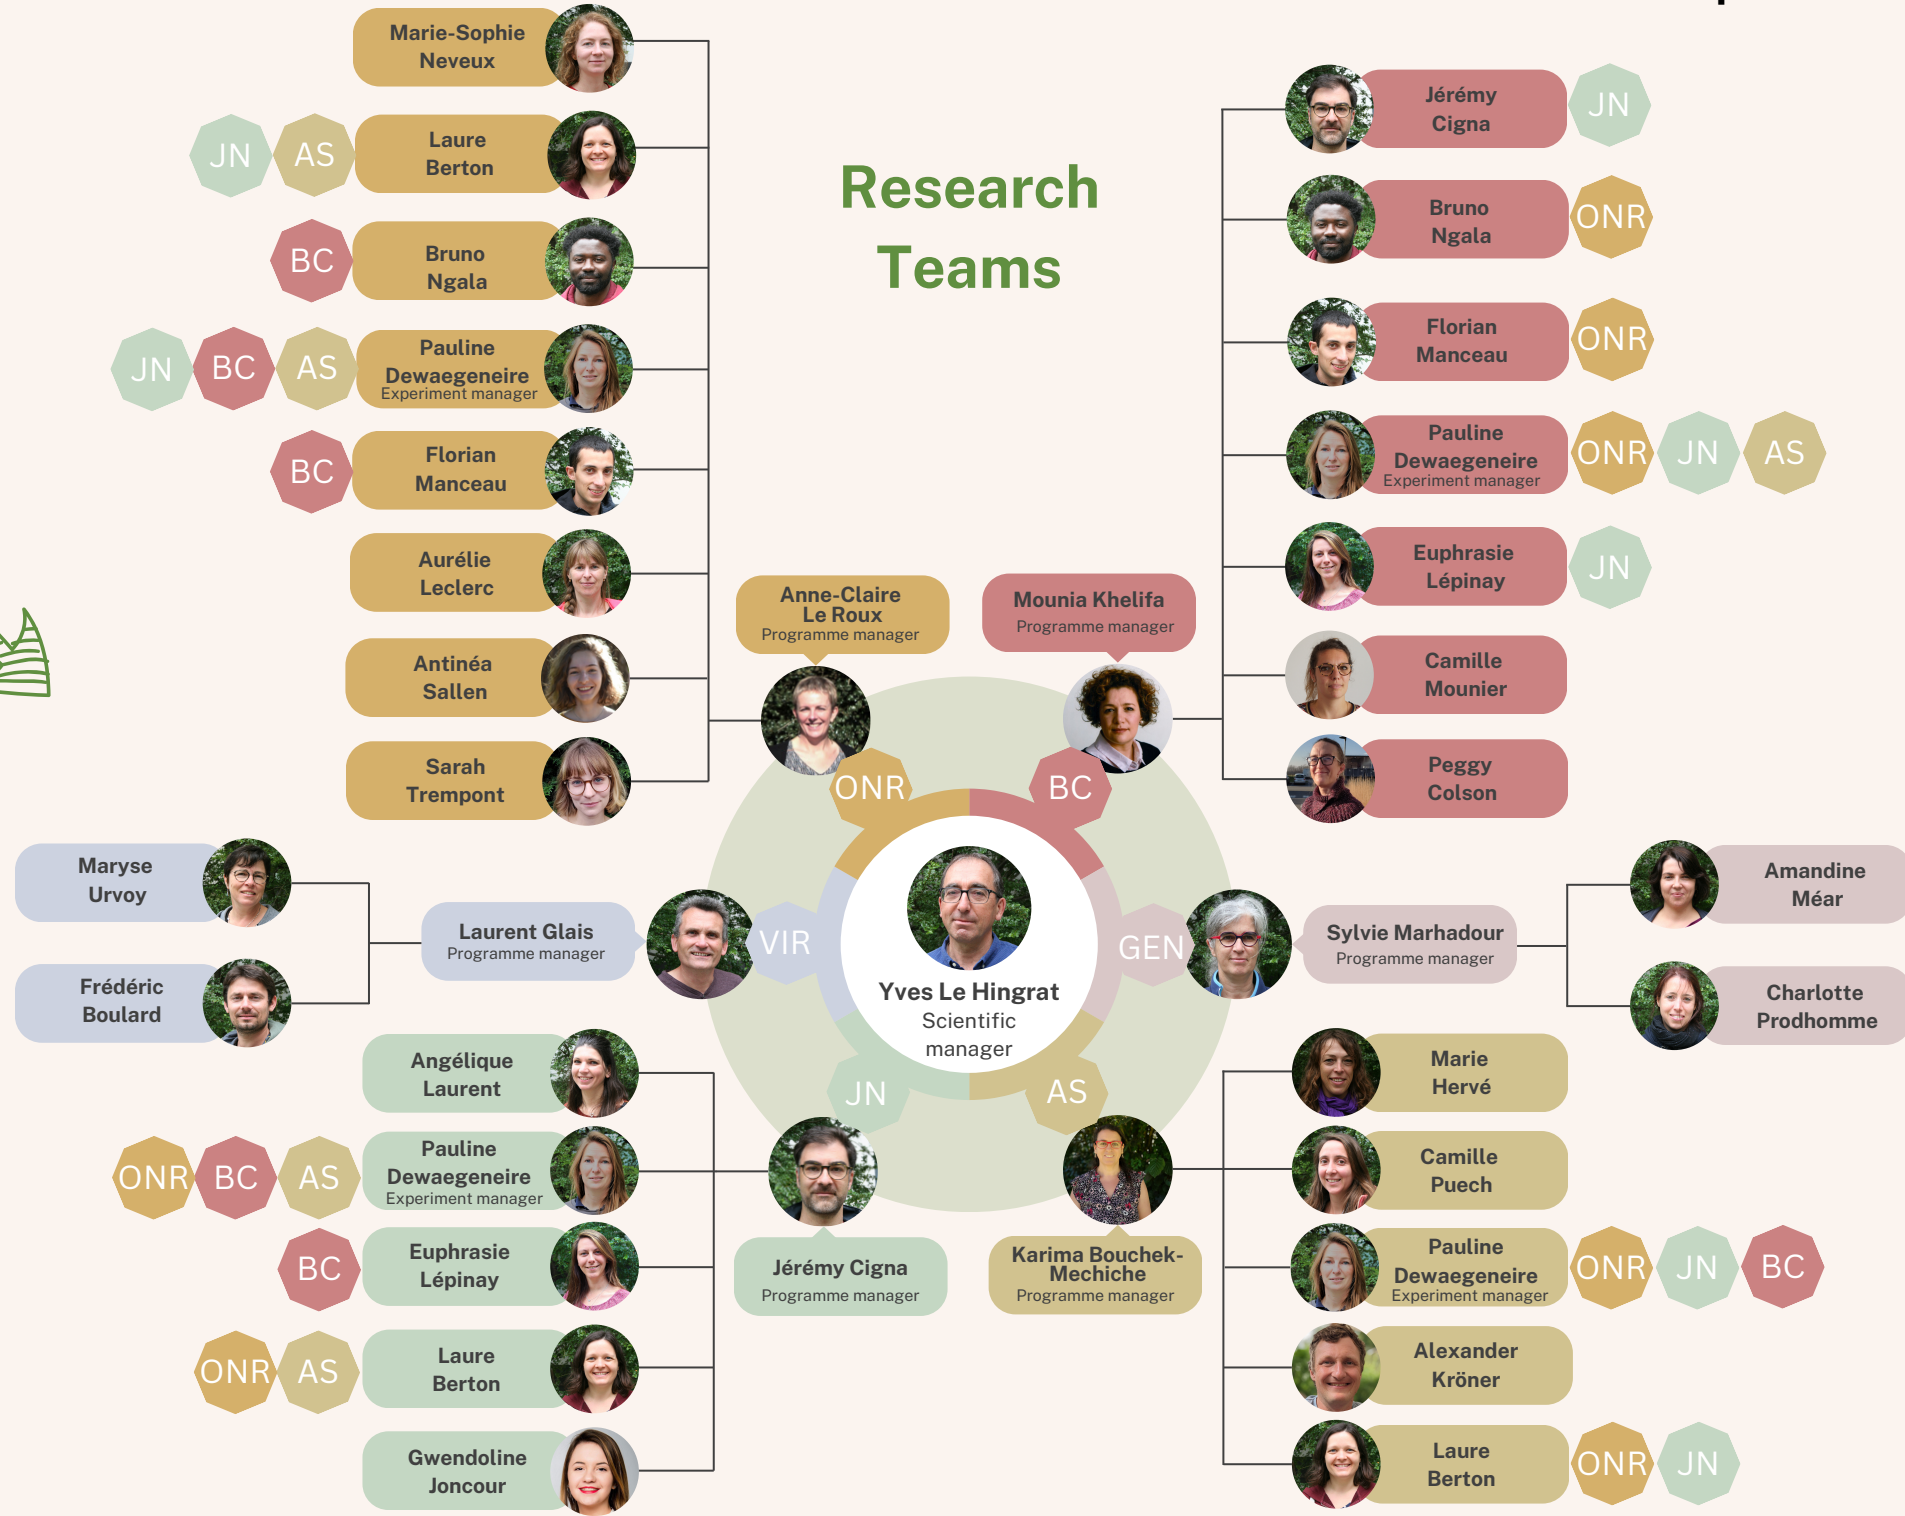 Research
Teams
Marie-Sophie
Neveux
JN
AS
Laure
Berton
BC
Bruno
Ngala
JN
BC
AS
Pauline
Dewaegeneire
Experiment manager
BC
Florian
Manceau
Aurélie
Leclerc
Antinéa
Sallen
Sarah
Trempont
Anne-Claire
Le Roux
Programme manager
ONR
Mounia Khelifa
Programme manager
BC
Jérémy
Cigna
JN
Bruno
Ngala
ONR
Florian
Manceau
ONR
Pauline
Dewaegeneire
Experiment manager
ONR
JN
AS
Euphrasie
Lépinay
JN
Camille
Mounier
Peggy
Colson
Maryse
Urvoy
Frédéric
Boulard
Laurent Glais
Programme manager
VIR
Yves Le Hingrat
Scientific
manager
GEN
Sylvie Marhadour
Programme manager
Amandine
Méar
Charlotte
Prodhomme
JN
Jérémy Cigna
Programme manager
Angélique
Laurent
ONR
BC
AS
Pauline
Dewaegeneire
Experiment manager
BC
Euphrasie
Lépinay
ONR
AS
Laure
Berton
Gwendoline
Joncour
AS
Karima Bouchek-
Mechiche
Programme manager
Marie
Hervé
Camille
Puech
Pauline
Dewaegeneire
Experiment manager
ONR
JN
BC
Alexander
Kröner
Laure
Berton
ONR
JN